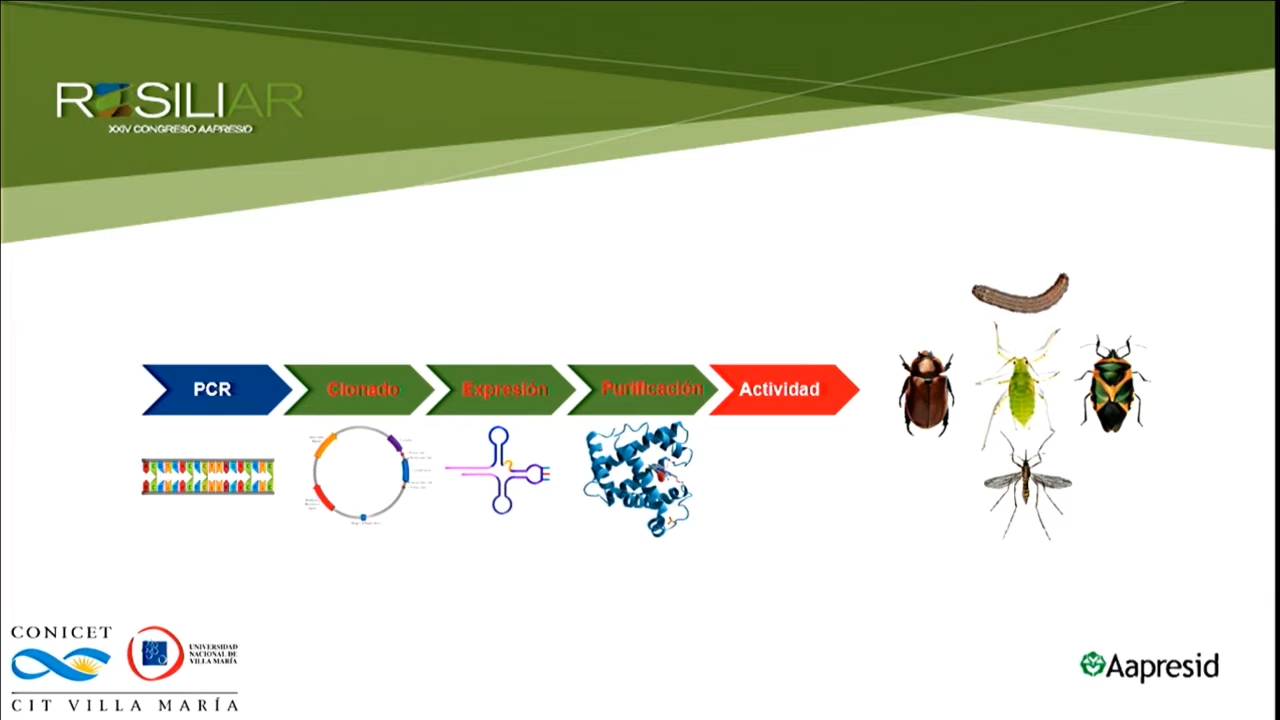 RESILIAR
XXIV CONGRESO AAPRESID
PCR
Clonado
Expresión
Purificación
Actividad
CONICET
UNIVERSIDAD
NACIONAL DE
VILLA MARÍA
CIT VILLA MARÍA
Aapresid